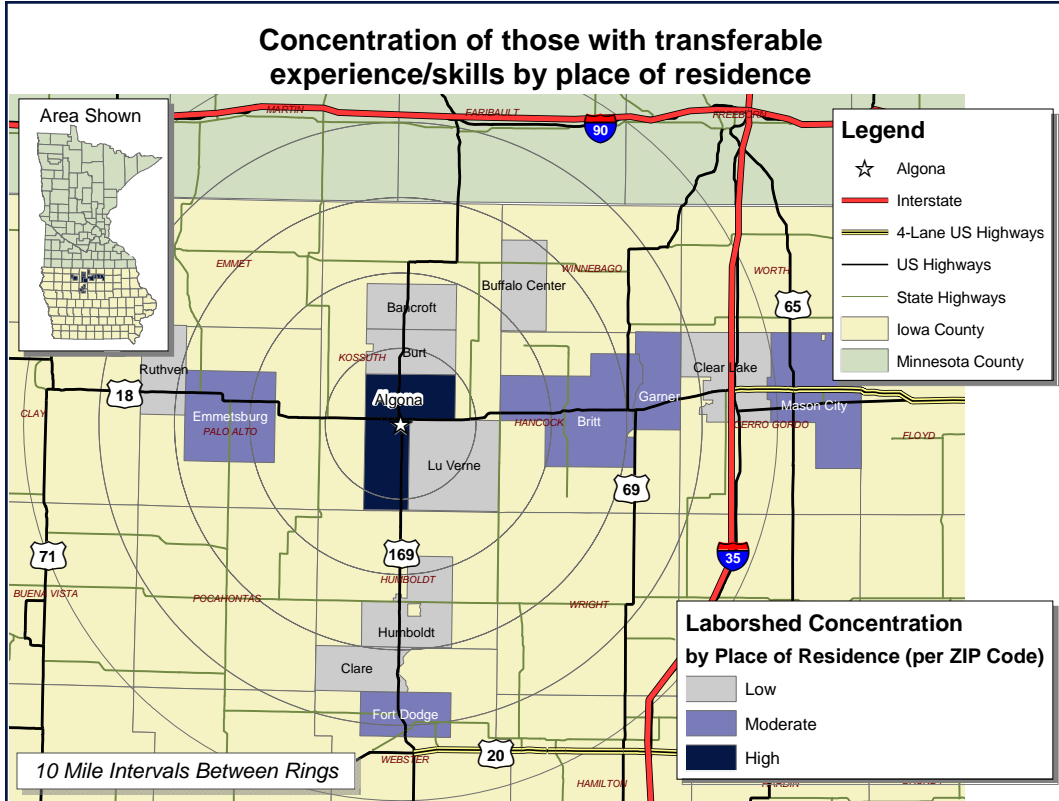 Concentration of those with transferable
experience/skills by place of residence
Area Shown
MARTIN
FARIBAULT
FREEBORN
90
Legend
Algona
Interstate
4-Lane US Highways
US Highways
State Highways
Iowa County
Minnesota County
EMMET
WINNEBAGO
WORTH
Buffalo Center
65
Bancroft
KOSSUTH
Burt
Ruthven
Clear Lake
18
Algona
Garner
CLAY
Emmetsburg
PALO ALTO
HANCOCK
Britt
Mason City
CERRO GORDO
FLOYD
Lu Verne
69
71
169
35
HUMBOLDT
BUENA VISTA
POCAHONTAS
WRIGHT
Humboldt
Clare
Fort Dodge
20
WEBSTER
HAMILTON
HARDIN
Laborshed Concentration
by Place of Residence (per ZIP Code)
Low
Moderate
High
10 Mile Intervals Between Rings